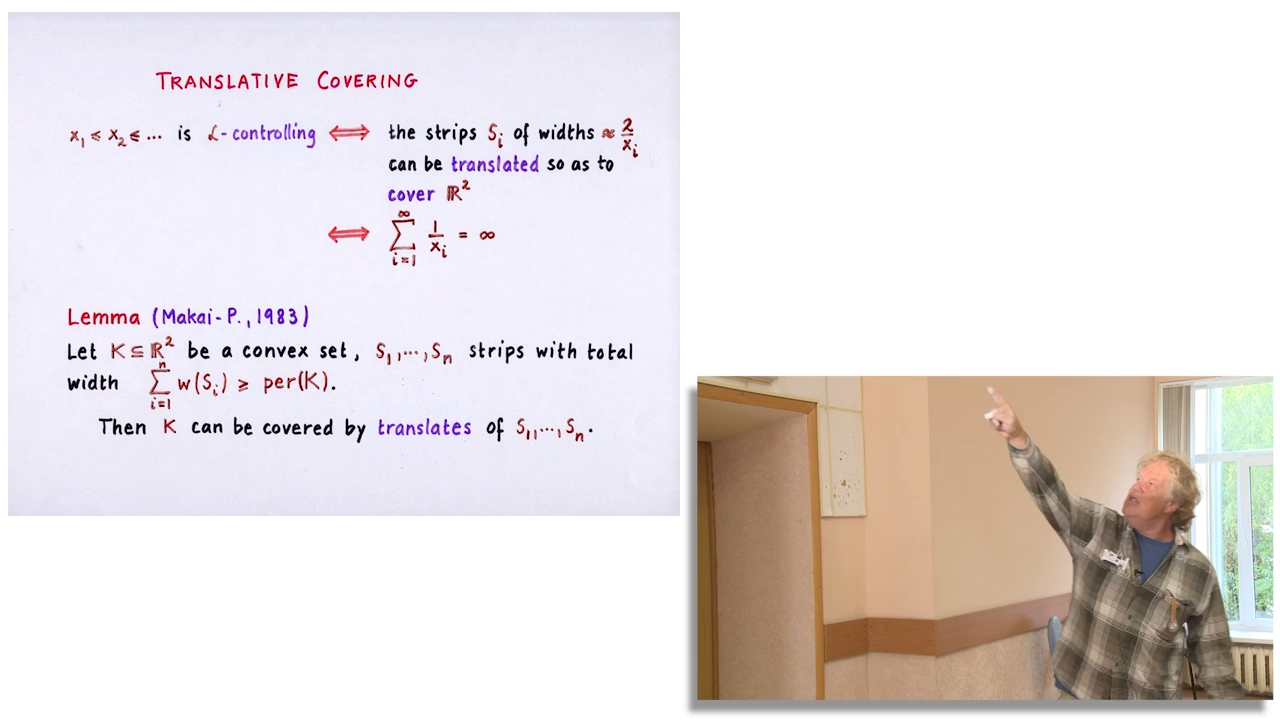 TRANSLATIVE COVERING
x₁ ≤ x₂ ≤ ... is ℒ-controlling ⟺ the strips Sᵢ of widths ≈ 2/xᵢ
can be translated so as to
cover ℝ²
⟺ ∑_{i=1}^{∞} 1/xᵢ = ∞
Lemma (Makai-P., 1983)
Let K ⊆ ℝ² be a convex set, S₁,...,Sₙ strips with total
width ∑_{i=1}^{n} w(Sᵢ) ≥ per(K).
Then K can be covered by translates of S₁,...,Sₙ.